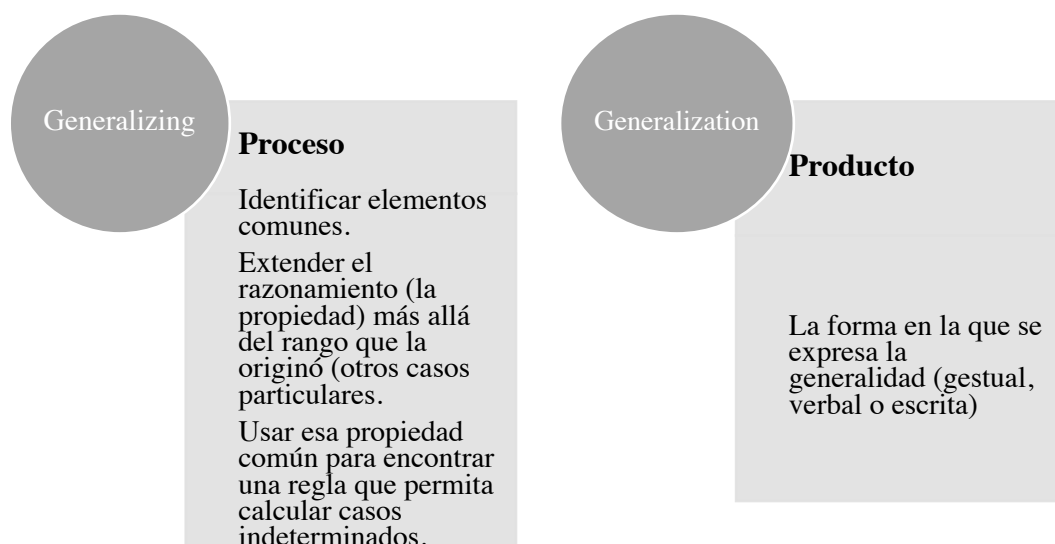 Generalizing
Proceso
Identificar elementos
comunes.
Extender el
razonamiento (la
propiedad) más allá
del rango que la
originó (otros casos
particulares.
Usar esa propiedad
común para encontrar
una regla que permita
calcular casos
indeterminados.
Generalization
Producto
La forma en la que se
expresa la
generalidad (gestual,
verbal o escrita)